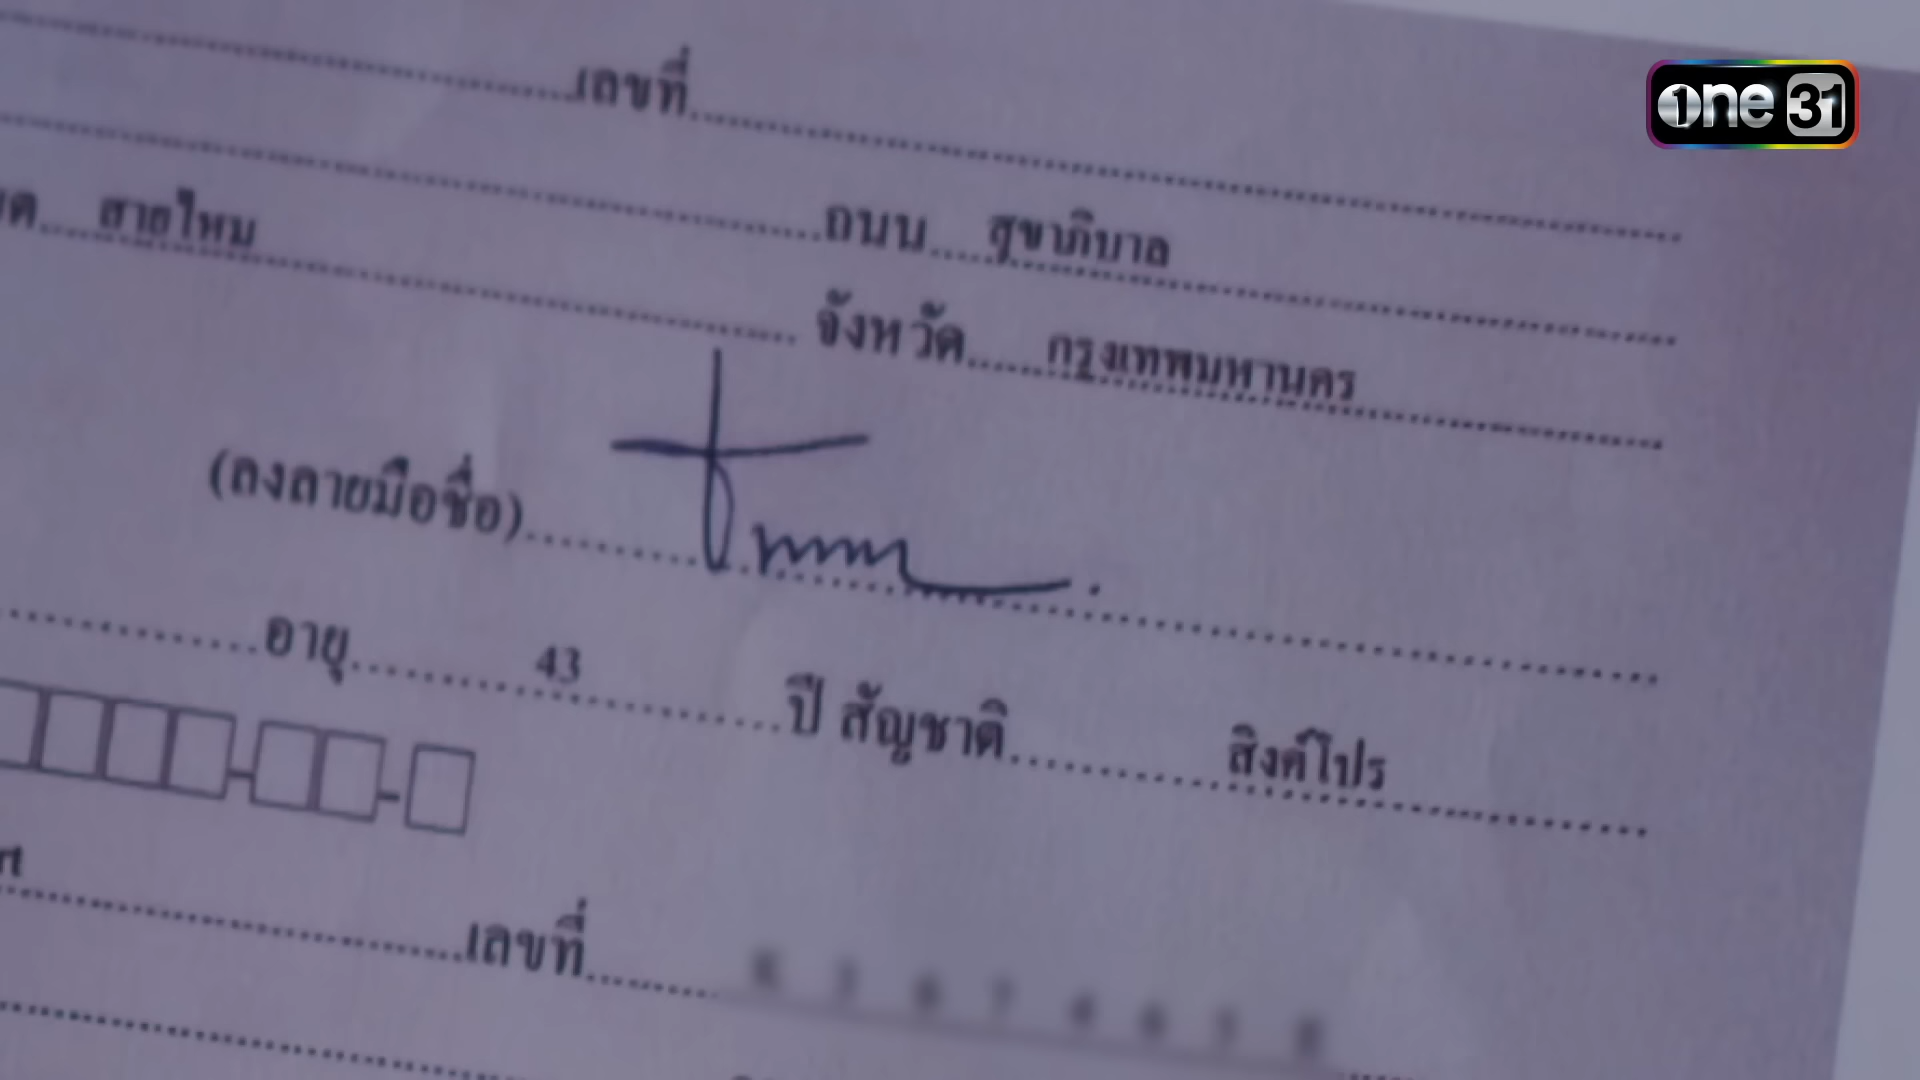 one 31
เลขที่
ถนน สุขาภิบาล
สายไหม
จังหวัด กรุงเทพมหานคร
(ลงลายมือชื่อ)
อายุ 43 ปี สัญชาติ สิงค์โปร
เลขที่